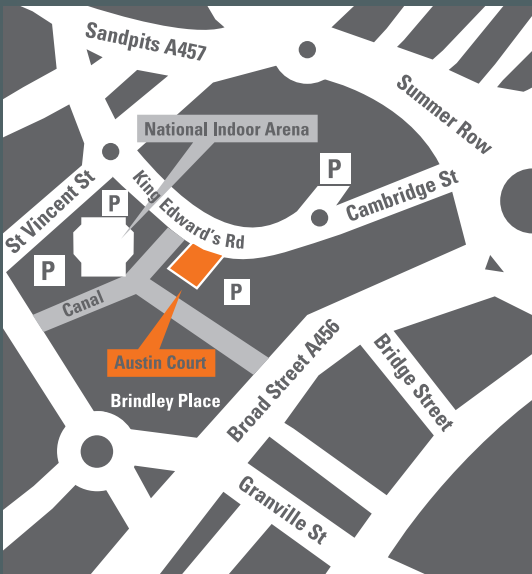 Sandpits A457
Summer Row
National Indoor Arena
P
King Edward's Rd
Cambridge St
St Vincent St
P
P
P
Canal
Austin Court
Brindley Place
Broad Street A456
Bridge Street
Granville St